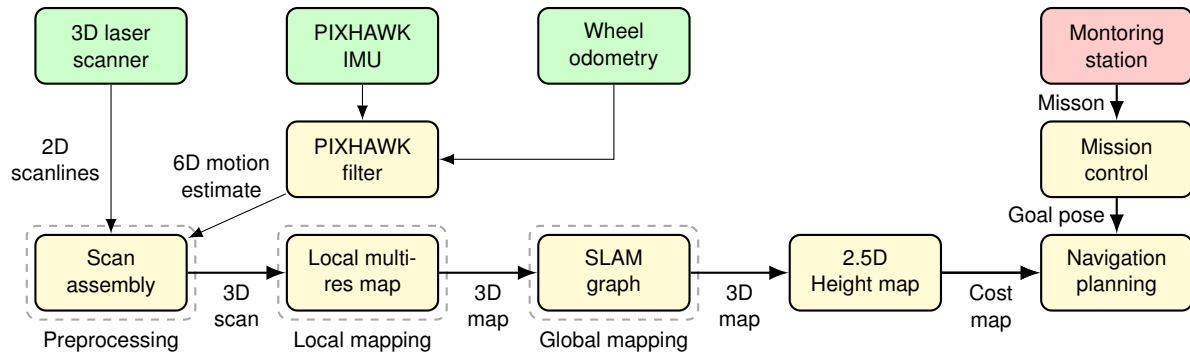 3D laser
scanner
PIXHAWK
IMU
Wheel
odometry
Montoring
station
Misson
2D
scanlines
6D motion
estimate
PIXHAWK
filter
Mission
control
Goal pose
Scan
assembly
3D
scan
Local multi-
res map
3D
map
SLAM
graph
3D
map
2.5D
Height map
Cost
map
Navigation
planning
Preprocessing
Local mapping
Global mapping